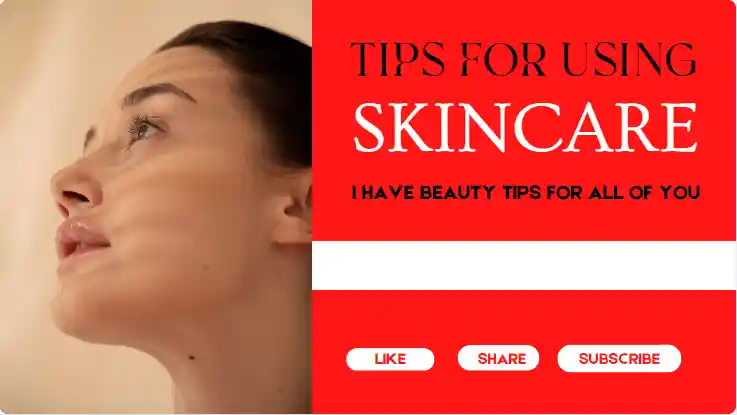 TIPS FOR USING
SKINCARE
I HAVE BEAUTY TIPS FOR ALL OF YOU
LIKE
SHARE
SUBSCRIBE